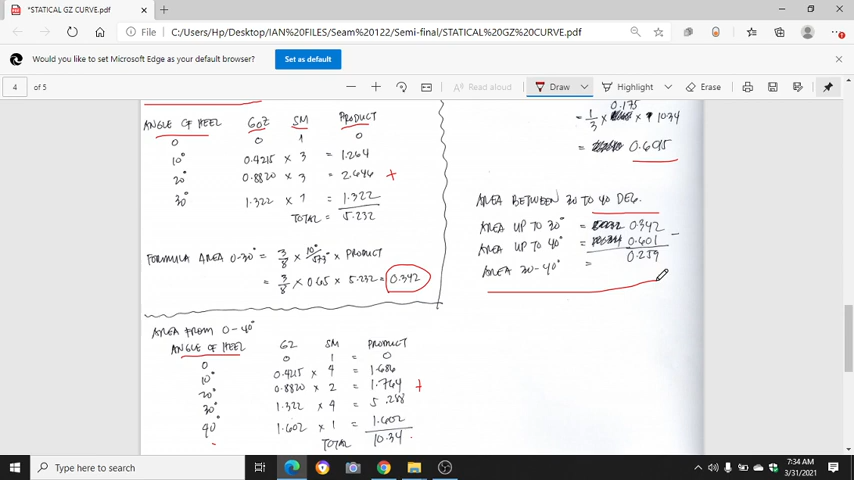 *STATICAL GZ CURVE.pdf
File
C:/Users/Hp/Desktop/IAN%20FILES/Seam%20122/Semi-final/STATICAL%20GZ%20CURVE.pdf
Would you like to set Microsoft Edge as your default browser?
Set as default
4
of 5
Read aloud
Draw
Highlight
Erase
ANGLE OF HEEL GOZ SM PRODUCT
0 0 1 0
10° 0.4215 × 3 = 1.264
20° 0.8820 × 3 = 2.646 +
30° 1.322 × 1 = 1.322
TOTAL = 5.232
FORMULA AREA 0-30° = 3/8 × 10°/57.3° × PRODUCT
= 3/8 × 0.65 × 5.232 = 0.342
AREA FROM 0-40°
ANGLE OF HEEL GZ SM PRODUCT
0 0 1 = 0
10° 0.4215 × 4 = 1.686
20° 0.8820 × 2 = 1.764 +
30° 1.322 × 4 = 5.288
40° 1.602 × 1 = 1.602
TOTAL 10.34
0.175
= 1/3 × × 10.34
= 0.695
AREA BETWEEN 30 TO 40 DEG.
AREA UP TO 30° = 0.342
AREA UP TO 40° = 0.601 -
AREA 30-40° = 0.259
Type here to search
7:34 AM
3/31/2021